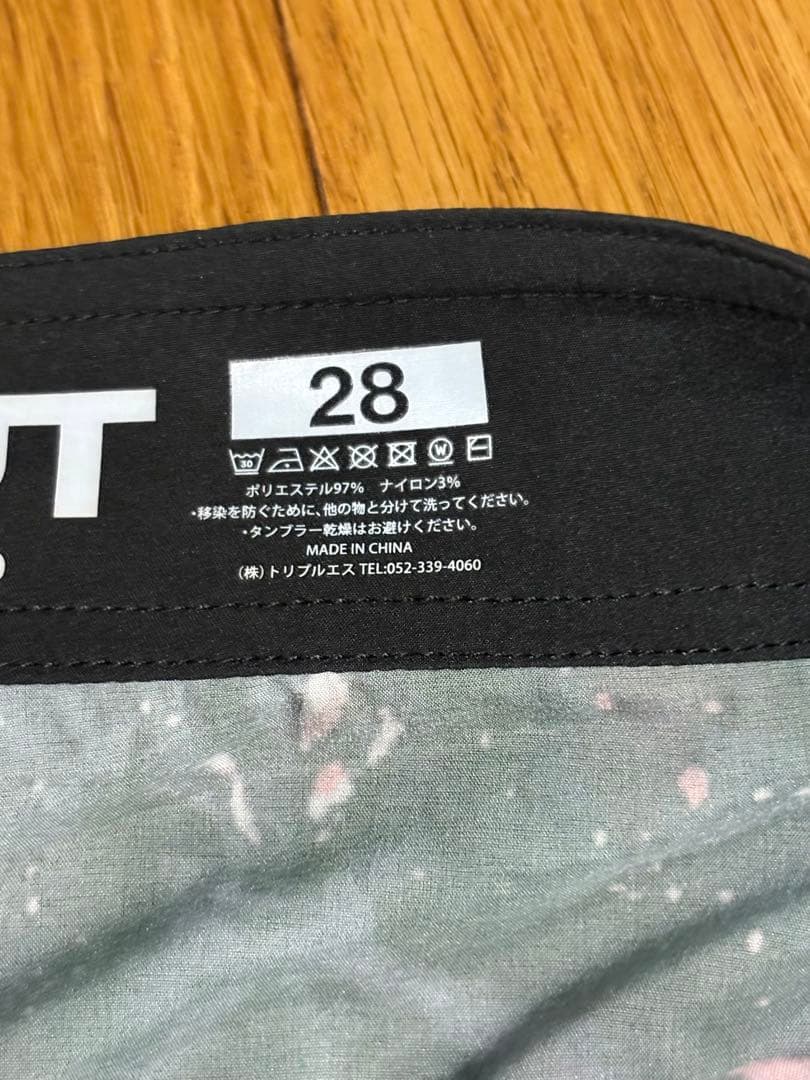 UT
28
30 W
ポリエステル97% ナイロン3%
・移染を防ぐために、他の物と分けて洗ってください。
・タンブラー乾燥はお避けください。
MADE IN CHINA
(株)トリプルエス TEL:052-339-4060